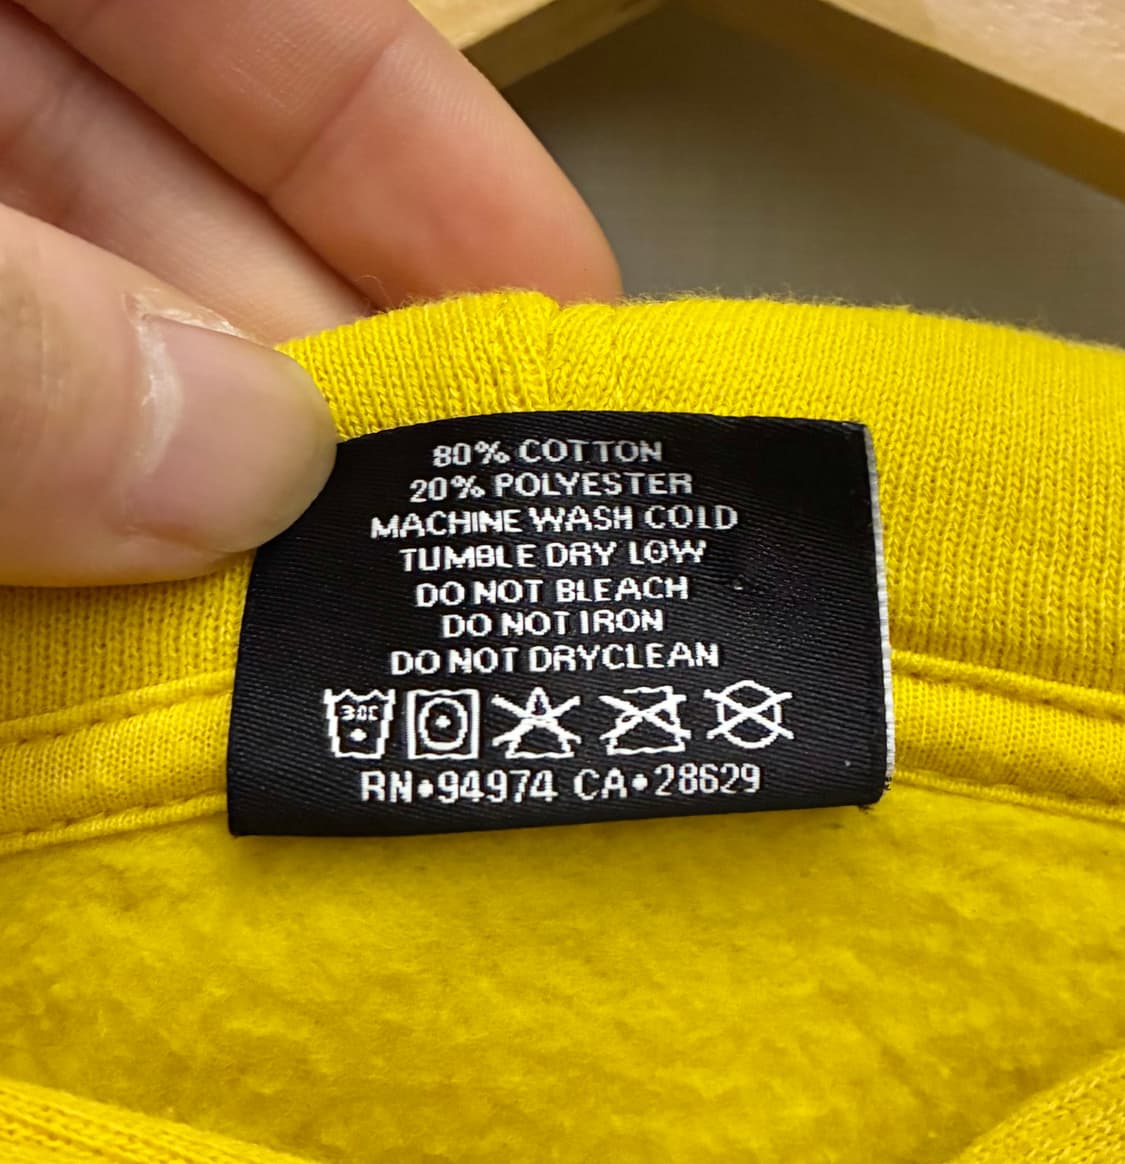 80% COTTON
20% POLYESTER
MACHINE WASH COLD
TUMBLE DRY LOW
DO NOT BLEACH
DO NOT IRON
DO NOT DRYCLEAN
30C
RN•94974 CA•28629